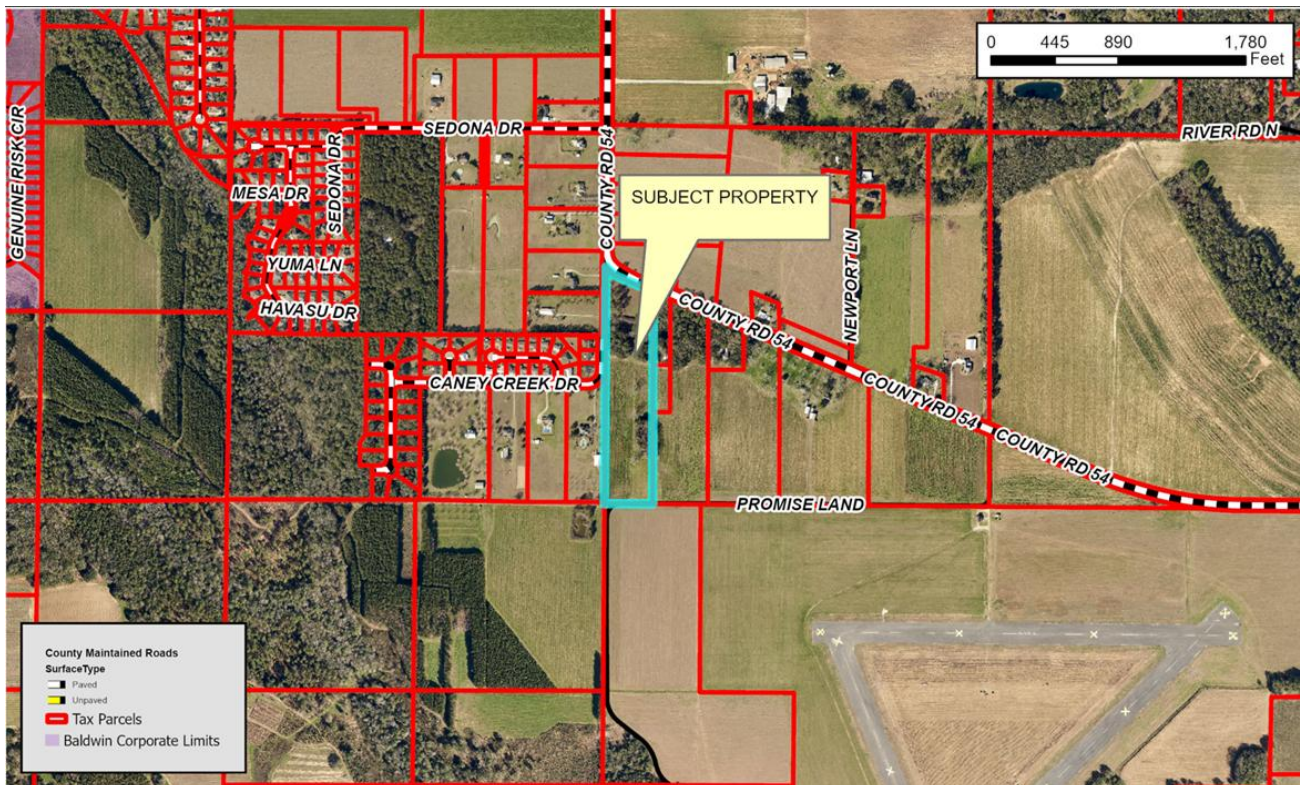 0 445 890 1,780
Feet
SEDONA DR
RIVER RD N
GENUINE RISK CIR
MESA DR
SEDONA DR
COUNTY RD 54
SUBJECT PROPERTY
YUMA LN
HAVASU DR
NEWPORT LN
COUNTY RD 54
CANEY CREEK DR
COUNTY RD 54
COUNTY RD 54
PROMISE LAND
County Maintained Roads
SurfaceType
Paved
Unpaved
Tax Parcels
Baldwin Corporate Limits